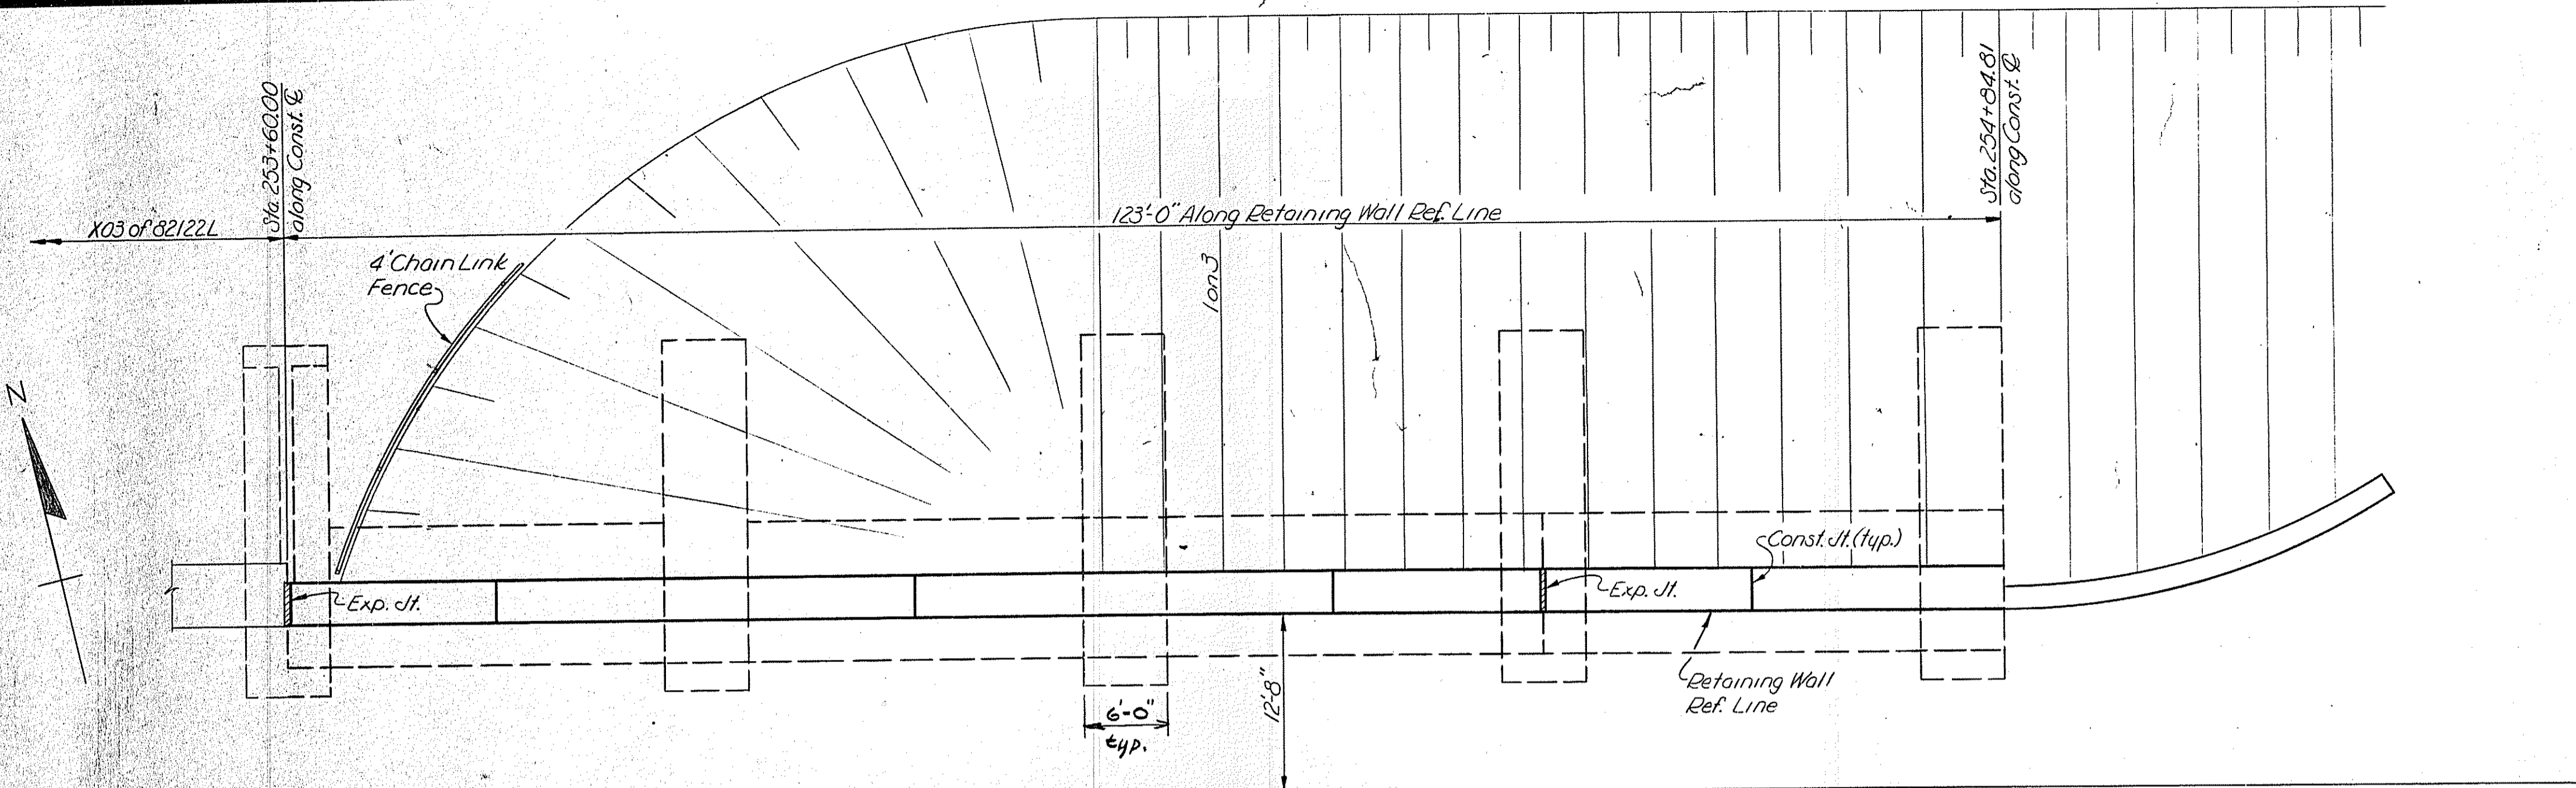 Sta. 253+60.00
along Const. ℄
Sta. 254+84.81
along Const. ℄
X03 of 82122L
123'-0" Along Retaining Wall Ref. Line
4' Chain Link
Fence
1 on 3
N
Exp. Jt.
Exp. Jt.
Const. Jt. (typ.)
Retaining Wall
Ref. Line
12'-8"
6'-0"
typ.